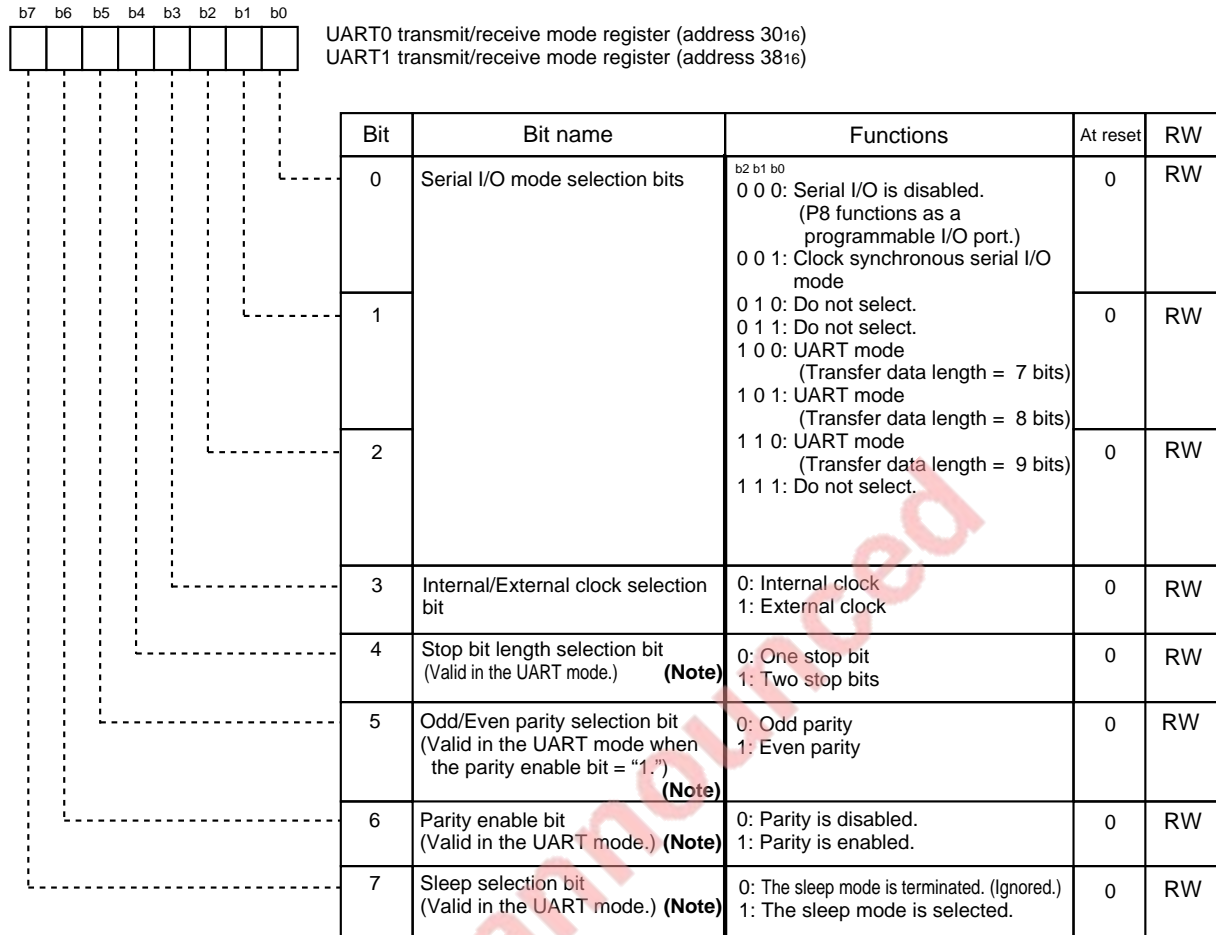 b7 b6 b5 b4 b3 b2 b1 b0
UART0 transmit/receive mode register (address 3016)
UART1 transmit/receive mode register (address 3816)
Bit Bit name Functions At reset RW
0 Serial I/O mode selection bits b2 b1 b0 0 RW
0 0 0: Serial I/O is disabled.
(P8 functions as a
programmable I/O port.)
0 0 1: Clock synchronous serial I/O
mode
1 0 RW
0 1 0: Do not select.
0 1 1: Do not select.
1 0 0: UART mode
(Transfer data length = 7 bits)
1 0 1: UART mode
(Transfer data length = 8 bits)
2 0 RW
1 1 0: UART mode
(Transfer data length = 9 bits)
1 1 1: Do not select.
3 Internal/External clock selection 0: Internal clock 0 RW
bit 1: External clock
4 Stop bit length selection bit 0: One stop bit 0 RW
(Valid in the UART mode.) (Note) 1: Two stop bits
5 Odd/Even parity selection bit 0: Odd parity 0 RW
(Valid in the UART mode when 1: Even parity
the parity enable bit = “1.”)
(Note)
6 Parity enable bit 0: Parity is disabled. 0 RW
(Valid in the UART mode.) (Note) 1: Parity is enabled.
7 Sleep selection bit 0: The sleep mode is terminated. (Ignored.) 0 RW
(Valid in the UART mode.) (Note) 1: The sleep mode is selected.